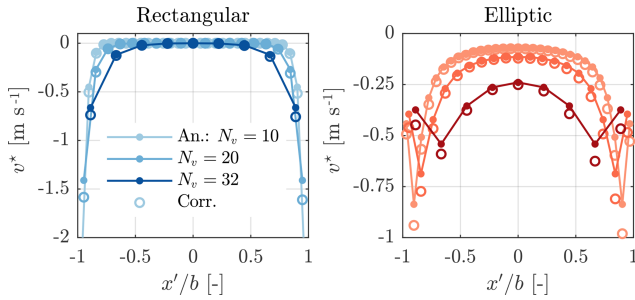 Rectangular
0
-0.5
-1
-1.5
-2
v* [m s⁻¹]
An.: Nᵥ = 10
Nᵥ = 20
Nᵥ = 32
Corr.
-1 -0.5 0 0.5 1
x′/b [-]
Elliptic
0
-0.25
-0.5
-0.75
-1
v* [m s⁻¹]
-1 -0.5 0 0.5 1
x′/b [-]